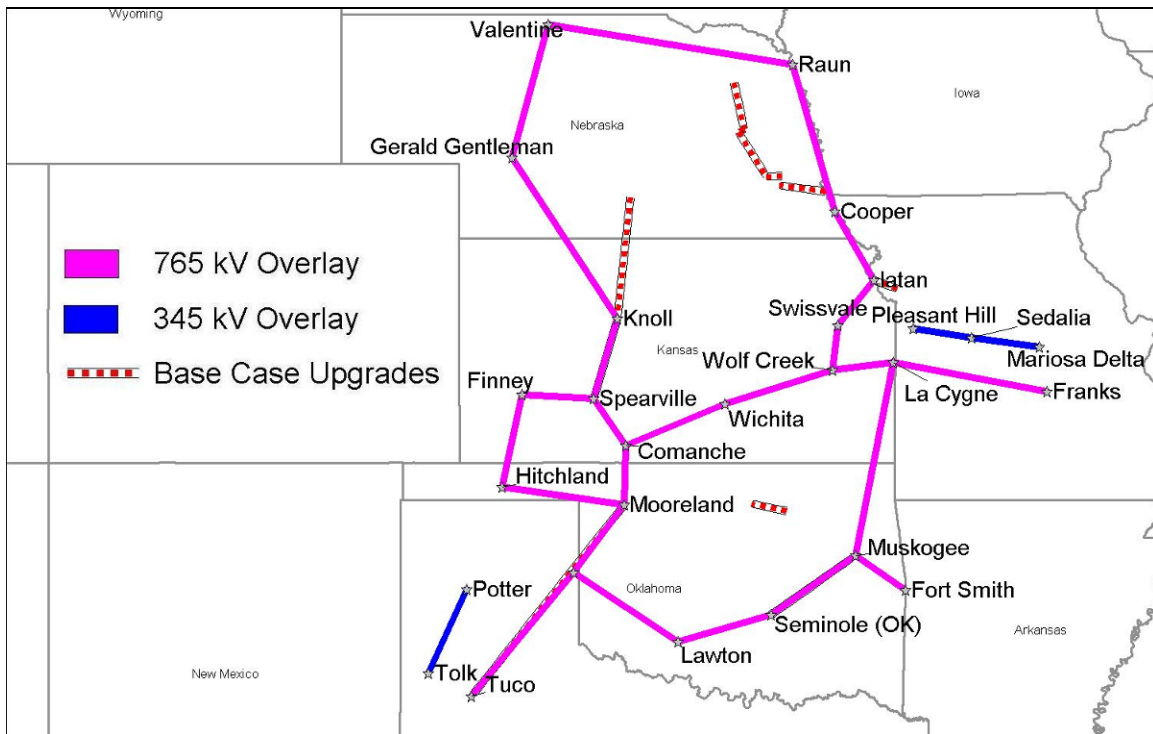 Wyoming
Valentine
Raun
Iowa
Nebraska
Gerald Gentleman
Cooper
765 kV Overlay
345 kV Overlay
Base Case Upgrades
Iatan
Swissvale
Pleasant Hill
Sedalia
Knoll
Kansas
Mariosa Delta
Wolf Creek
Finney
La Cygne
Franks
Spearville
Wichita
Comanche
Hitchland
Mooreland
Muskogee
Potter
Oklahoma
Fort Smith
Seminole (OK)
Arkansas
Lawton
New Mexico
Tolk
Tuco